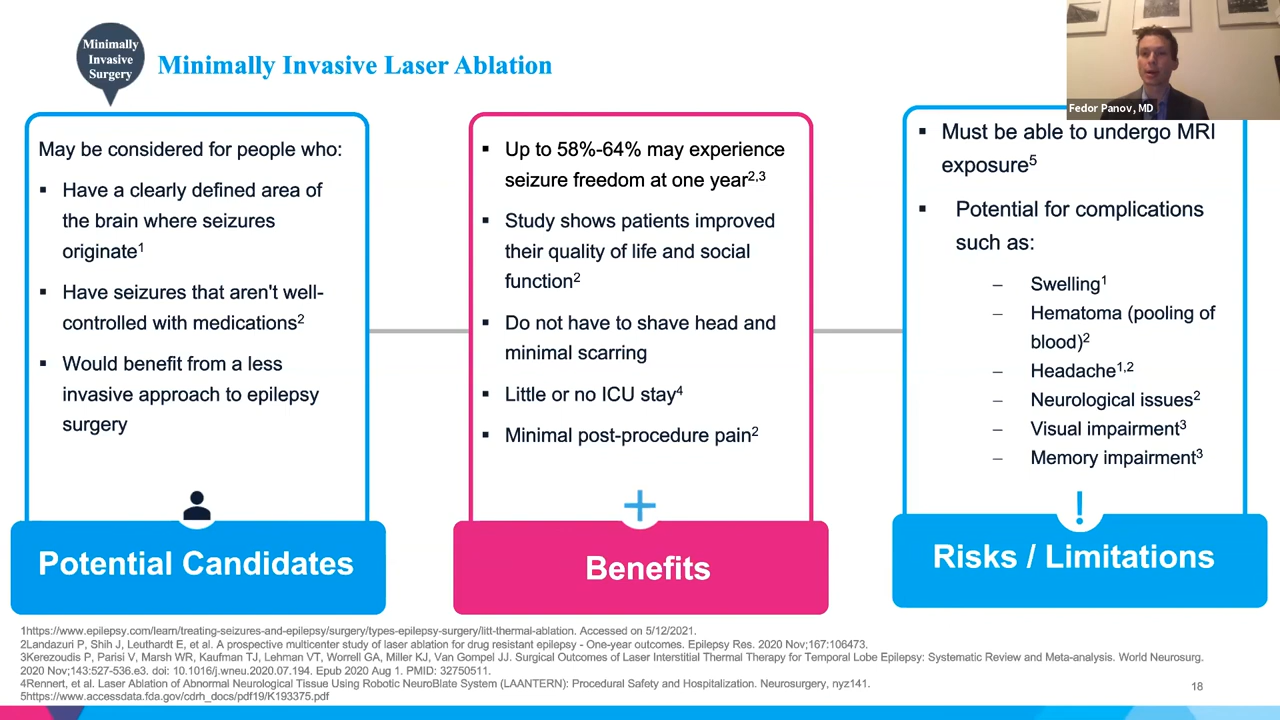 Minimally
Invasive
Surgery
Minimally Invasive Laser Ablation
Fedor Panov, MD
May be considered for people who:
▪ Have a clearly defined area of
the brain where seizures
originate1
▪ Have seizures that aren't well-
controlled with medications2
▪ Would benefit from a less
invasive approach to epilepsy
surgery
Potential Candidates
▪ Up to 58%-64% may experience
seizure freedom at one year2,3
▪ Study shows patients improved
their quality of life and social
function2
▪ Do not have to shave head and
minimal scarring
▪ Little or no ICU stay4
▪ Minimal post-procedure pain2
Benefits
▪ Must be able to undergo MRI
exposure5
▪ Potential for complications
such as:
– Swelling1
– Hematoma (pooling of
blood)2
– Headache1,2
– Neurological issues2
– Visual impairment3
– Memory impairment3
!
Risks / Limitations
1https://www.epilepsy.com/learn/treating-seizures-and-epilepsy/surgery/types-epilepsy-surgery/litt-thermal-ablation. Accessed on 5/12/2021.
2Landazuri P, Shih J, Leuthardt E, et al. A prospective multicenter study of laser ablation for drug resistant epilepsy - One-year outcomes. Epilepsy Res. 2020 Nov;167:106473.
3Kerezoudis P, Parisi V, Marsh WR, Kaufman TJ, Lehman VT, Worrell GA, Miller KJ, Van Gompel JJ. Surgical Outcomes of Laser Interstitial Thermal Therapy for Temporal Lobe Epilepsy: Systematic Review and Meta-analysis. World Neurosurg.
2020 Nov;143:527-536.e3. doi: 10.1016/j.wneu.2020.07.194. Epub 2020 Aug 1. PMID: 32750511.
4Rennert, et al. Laser Ablation of Abnormal Neurological Tissue Using Robotic NeuroBlate System (LAANTERN): Procedural Safety and Hospitalization. Neurosurgery, nyz141.
5https://www.accessdata.fda.gov/cdrh_docs/pdf19/K193375.pdf
18